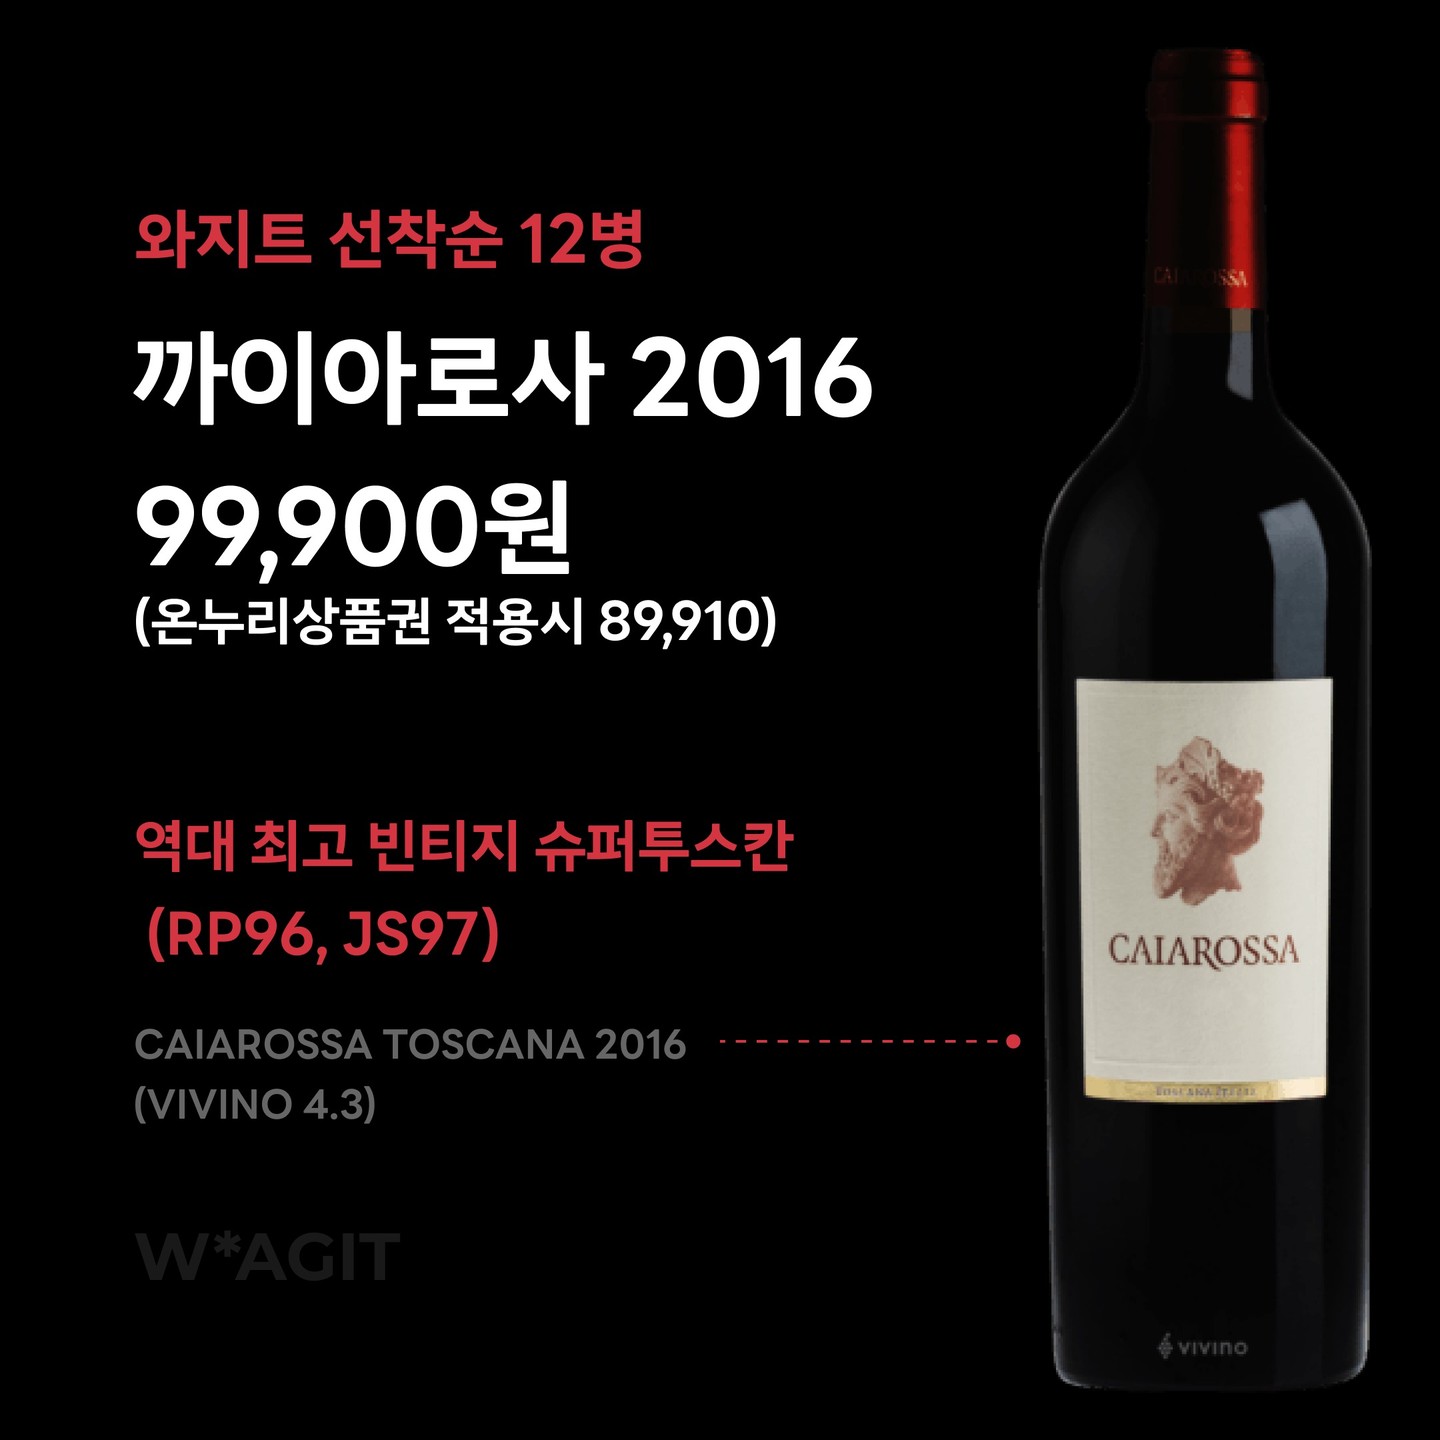 와지트 선착순 12병
까이아로사 2016
99,900원
(온누리상품권 적용시 89,910)
역대 최고 빈티지 슈퍼투스칸
(RP96, JS97)
CAIAROSSA TOSCANA 2016
(VIVINO 4.3)
W*AGIT
CAIAROSSA
CAIAROSSA
vivino